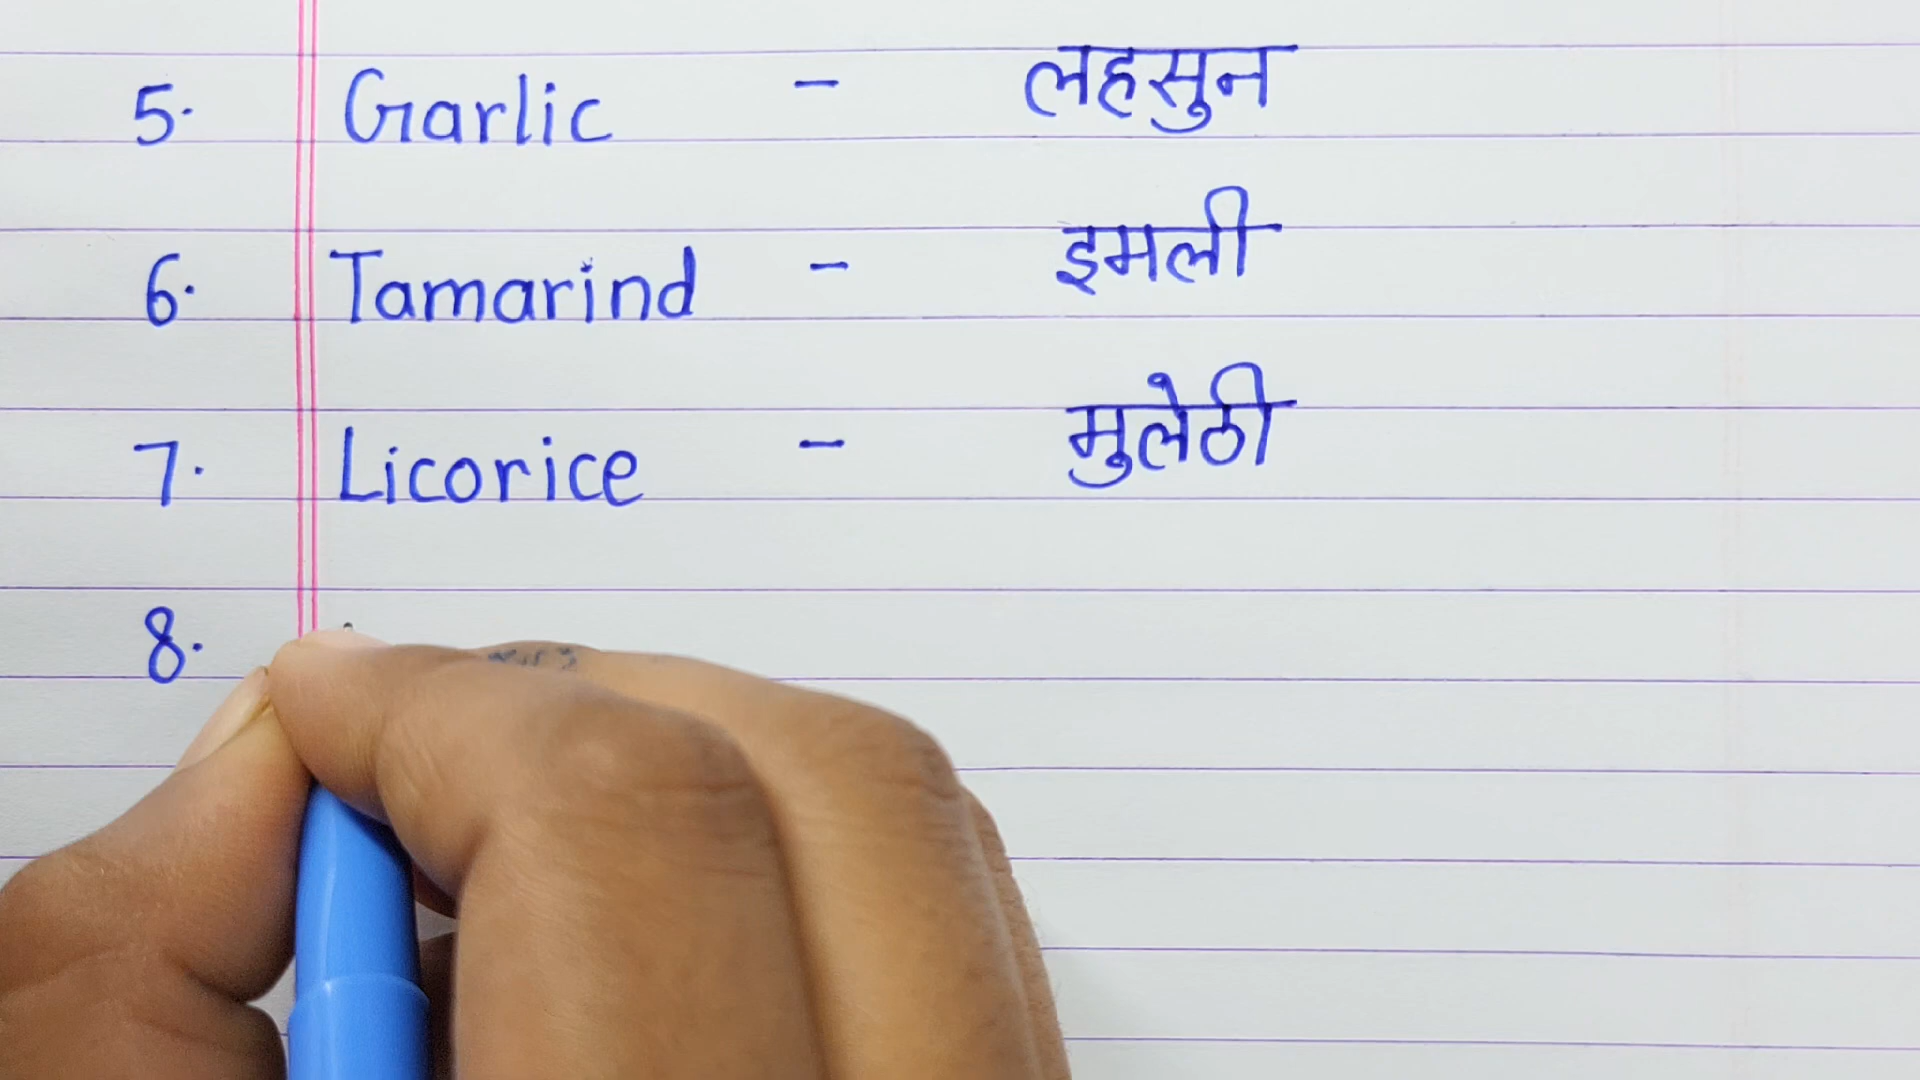 5. Garlic - लहसुन
6. Tamarind - इमली
7. Licorice - मुलेठी
8.